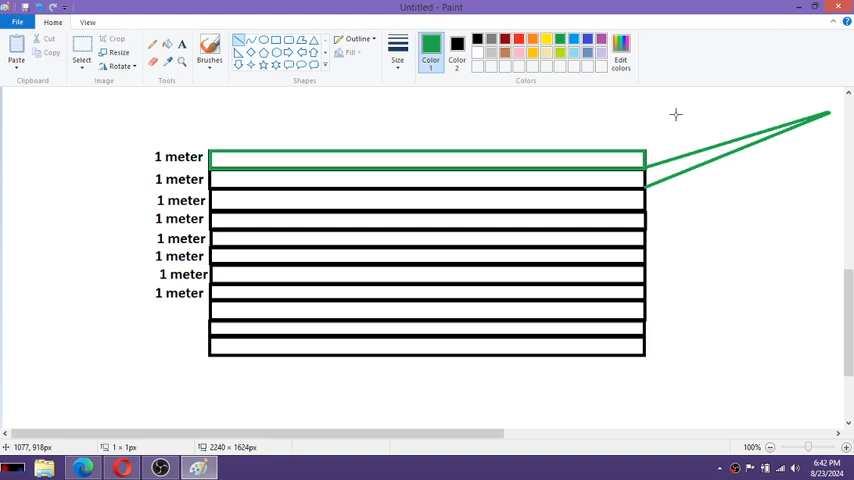 Untitled - Paint
File Home View
Paste Cut Copy Clipboard
Select Crop Resize Rotate Image
A Tools
Brushes
Outline Fill Shapes
Size
Color 1 Color 2 Edit colors Colors
1 meter
1 meter
1 meter
1 meter
1 meter
1 meter
1 meter
1 meter
1077, 918px 1 × 1px 2240 × 1624px 100%
6:42 PM
8/23/2024